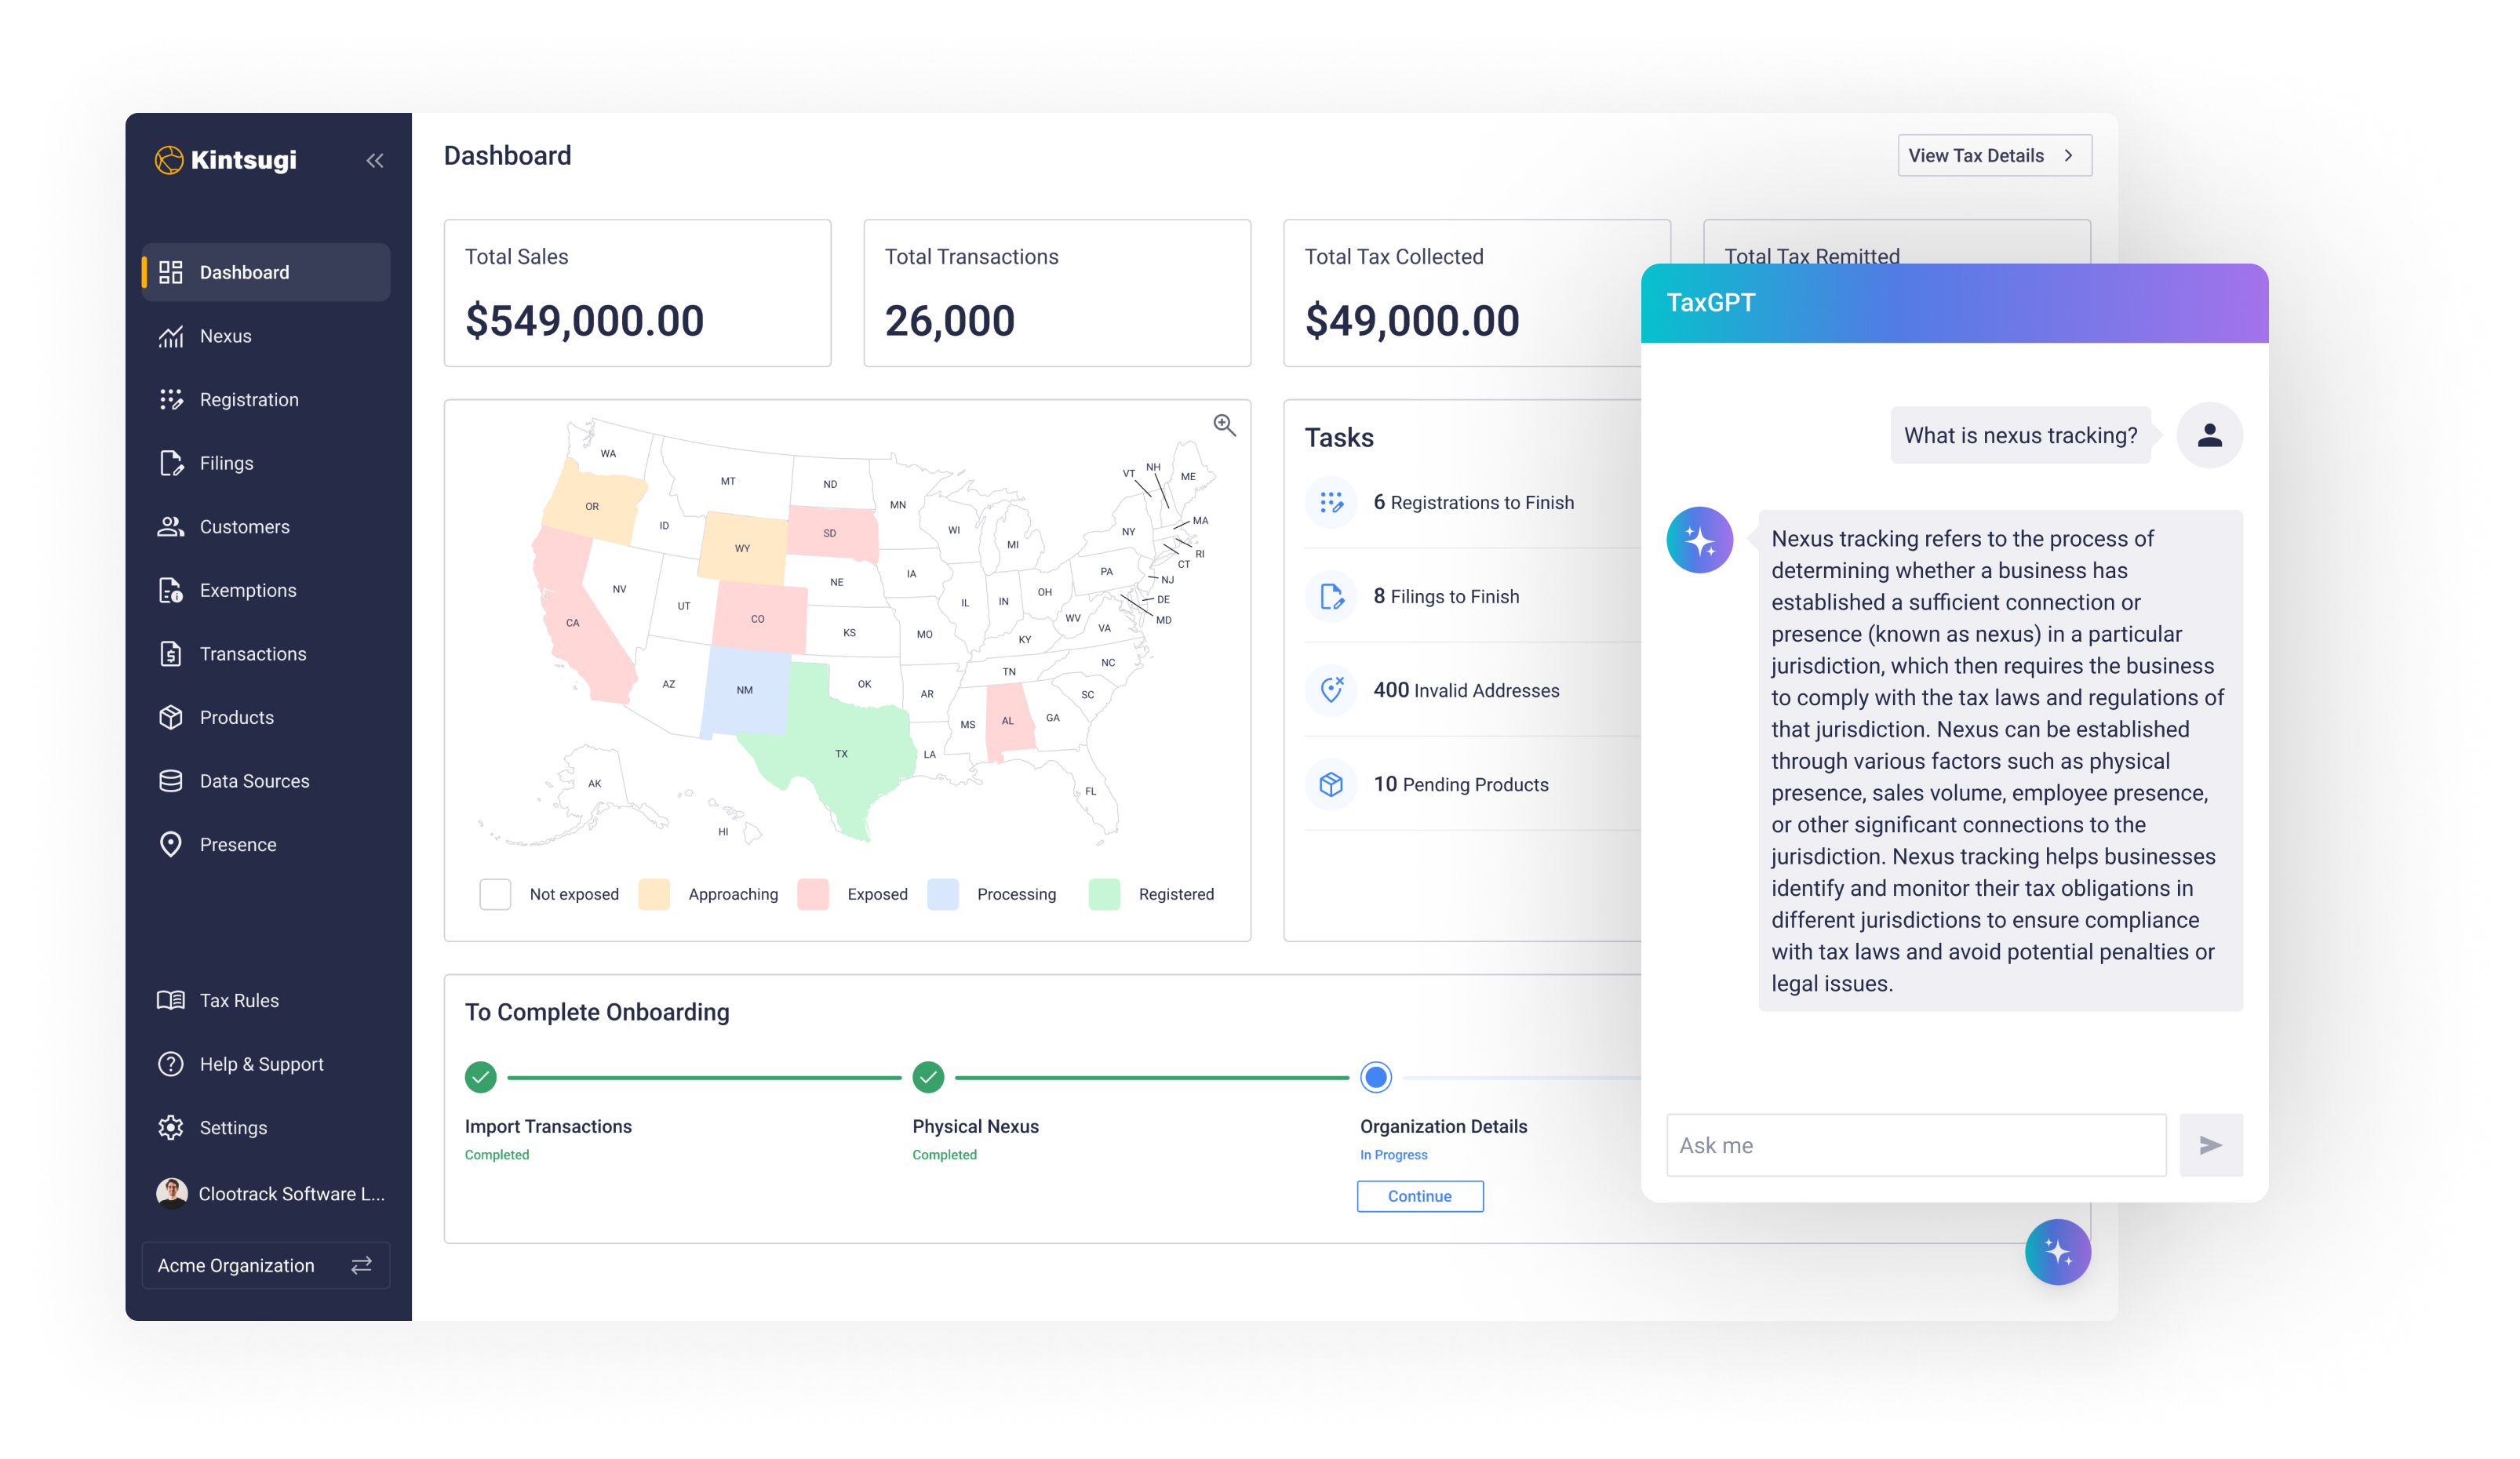 Kintsugi
Dashboard
Nexus
Registration
Filings
Customers
Exemptions
Transactions
Products
Data Sources
Presence
Tax Rules
Help & Support
Settings
Clootrack Software L...
Acme Organization
Dashboard
View Tax Details
Total Sales
$549,000.00
Total Transactions
26,000
Total Tax Collected
$49,000.00
Total Tax Remitted
WA
MT
ND
MN
VT
NH
ME
OR
ID
WY
SD
WI
MI
NY
MA
RI
CT
NV
UT
CO
NE
IA
IL
IN
OH
PA
NJ
DE
MD
CA
KS
MO
KY
WV
VA
AZ
NM
OK
AR
TN
NC
SC
TX
LA
MS
AL
GA
FL
AK
HI
Not exposed
Approaching
Exposed
Processing
Registered
Tasks
6 Registrations to Finish
8 Filings to Finish
400 Invalid Addresses
10 Pending Products
To Complete Onboarding
Import Transactions
Completed
Physical Nexus
Completed
Organization Details
In Progress
Continue
TaxGPT
What is nexus tracking?
Nexus tracking refers to the process of
determining whether a business has
established a sufficient connection or
presence (known as nexus) in a particular
jurisdiction, which then requires the business
to comply with the tax laws and regulations of
that jurisdiction. Nexus can be established
through various factors such as physical
presence, sales volume, employee presence,
or other significant connections to the
jurisdiction. Nexus tracking helps businesses
identify and monitor their tax obligations in
different jurisdictions to ensure compliance
with tax laws and avoid potential penalties or
legal issues.
Ask me